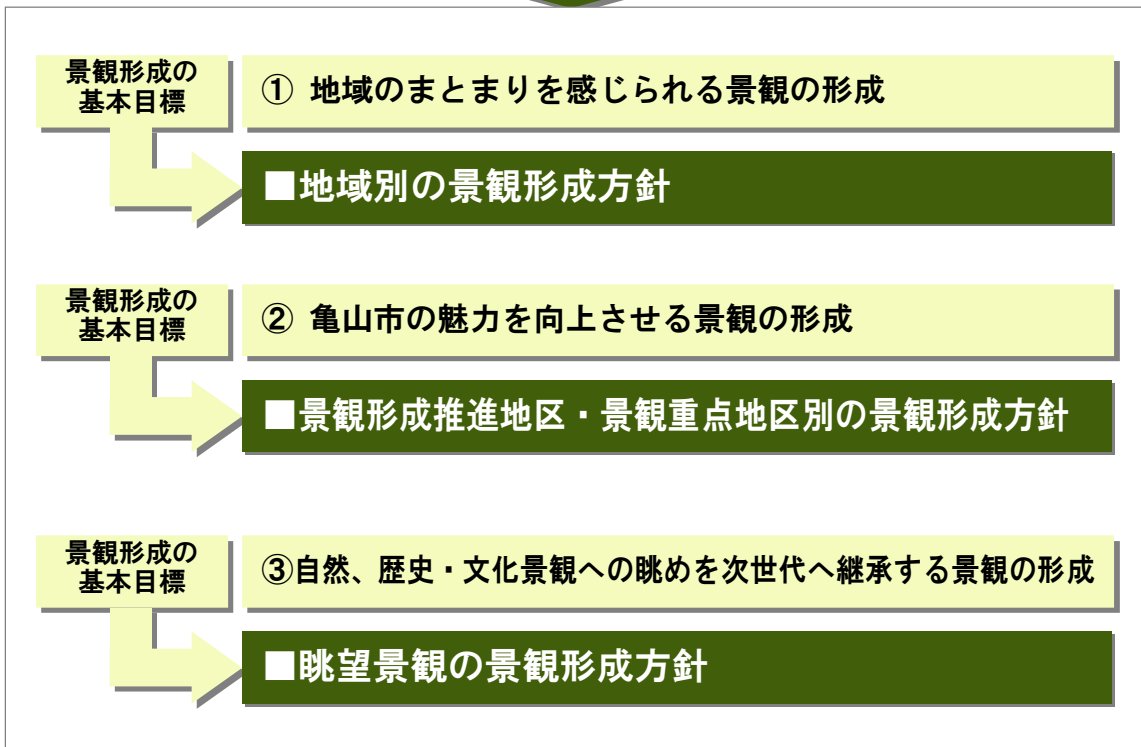 景観形成の
基本目標
① 地域のまとまりを感じられる景観の形成
■地域別の景観形成方針
景観形成の
基本目標
② 亀山市の魅力を向上させる景観の形成
■景観形成推進地区・景観重点地区別の景観形成方針
景観形成の
基本目標
③自然、歴史・文化景観への眺めを次世代へ継承する景観の形成
■眺望景観の景観形成方針